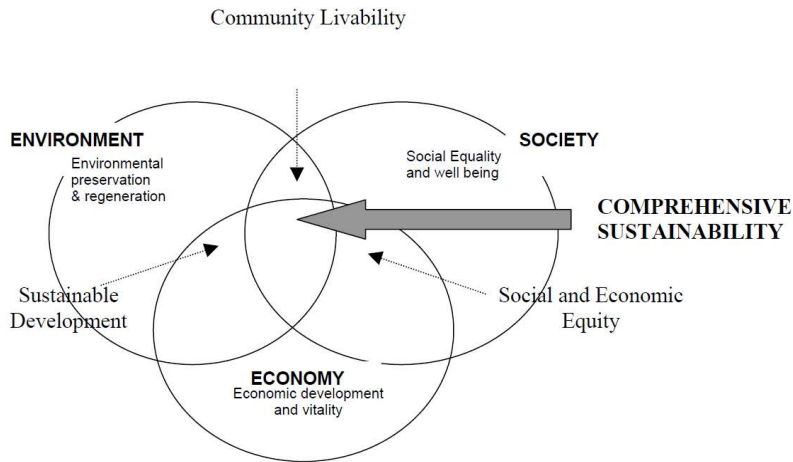 Community Livability
ENVIRONMENT
Environmental
preservation
& regeneration
SOCIETY
Social Equality
and well being
COMPREHENSIVE
SUSTAINABILITY
Sustainable
Development
Social and Economic
Equity
ECONOMY
Economic development
and vitality